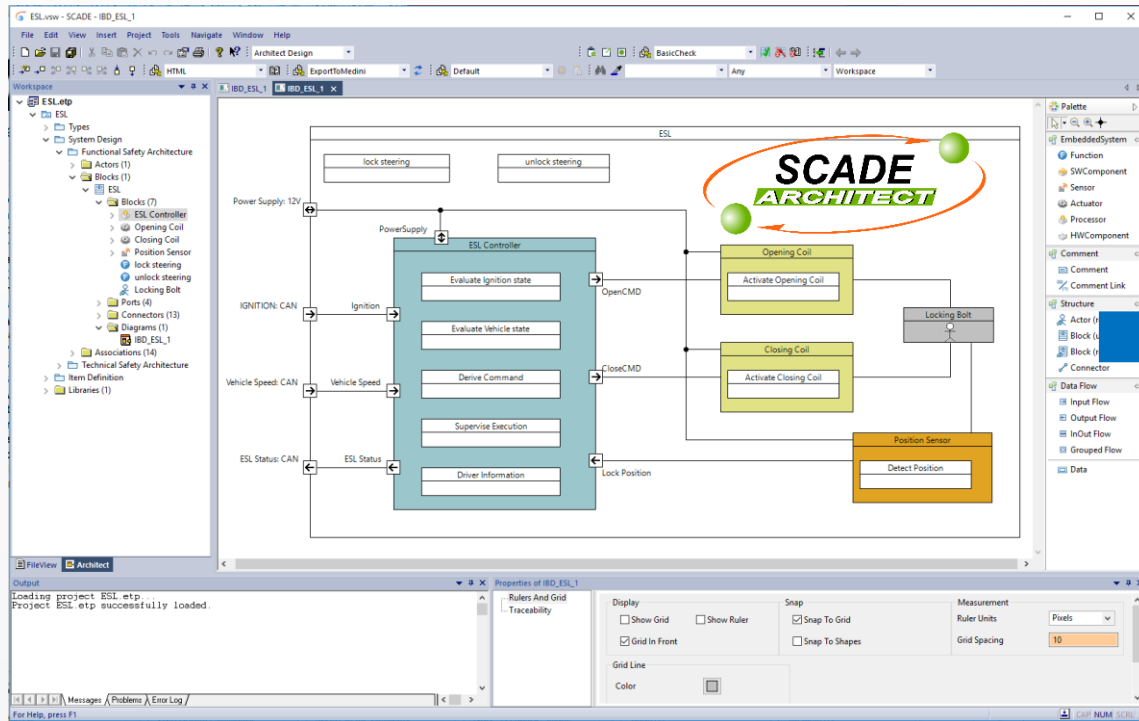 ESL.vsw - SCADE - IBD_ESL_1
File Edit View Insert Project Tools Navigate Window Help
Architect Design
BasicCheck
HTML
ExportToMedini
Default
Any
Workspace
Workspace
IBD_ESL_1
IBD_ESL_1
ESL.etp
ESL
Types
System Design
Functional Safety Architecture
Actors (1)
Blocks (1)
ESL
Blocks (7)
ESL Controller
Opening Coil
Closing Coil
Position Sensor
lock steering
unlock steering
Locking Bolt
Ports (4)
Connectors (13)
Diagrams (1)
IBD_ESL_1
Associations (14)
Technical Safety Architecture
Item Definition
Libraries (1)
FileView Architect
ESL
lock steering
unlock steering
SCADE
ARCHITECT
Power Supply: 12V
PowerSupply
ESL Controller
Opening Coil
Evaluate Ignition state
Activate Opening Coil
OpenCMD
IGNITION: CAN
Ignition
Locking Bolt
Evaluate Vehicle state
Closing Coil
CloseCMD
Vehicle Speed: CAN
Vehicle Speed
Derive Command
Activate Closing Coil
Supervise Execution
Position Sensor
ESL Status: CAN
ESL Status
Driver Information
Lock Position
Detect Position
Palette
EmbeddedSystem
Function
SWComponent
Sensor
Actuator
Processor
HWComponent
Comment
Comment
Comment Link
Structure
Actor (r
Block (u
Block (r
Connector
Data Flow
Input Flow
Output Flow
InOut Flow
Grouped Flow
Data
Output
Loading project ESL.etp...
Project ESL.etp successfully loaded.
Messages Problems Error Log
Properties of IBD_ESL_1
Rulers And Grid
Traceability
Display
Show Grid
Show Ruler
Grid In Front
Snap
Snap To Grid
Snap To Shapes
Measurement
Ruler Units
Pixels
Grid Spacing
10
Grid Line
Color
For Help, press F1
CAP NUM SCRL